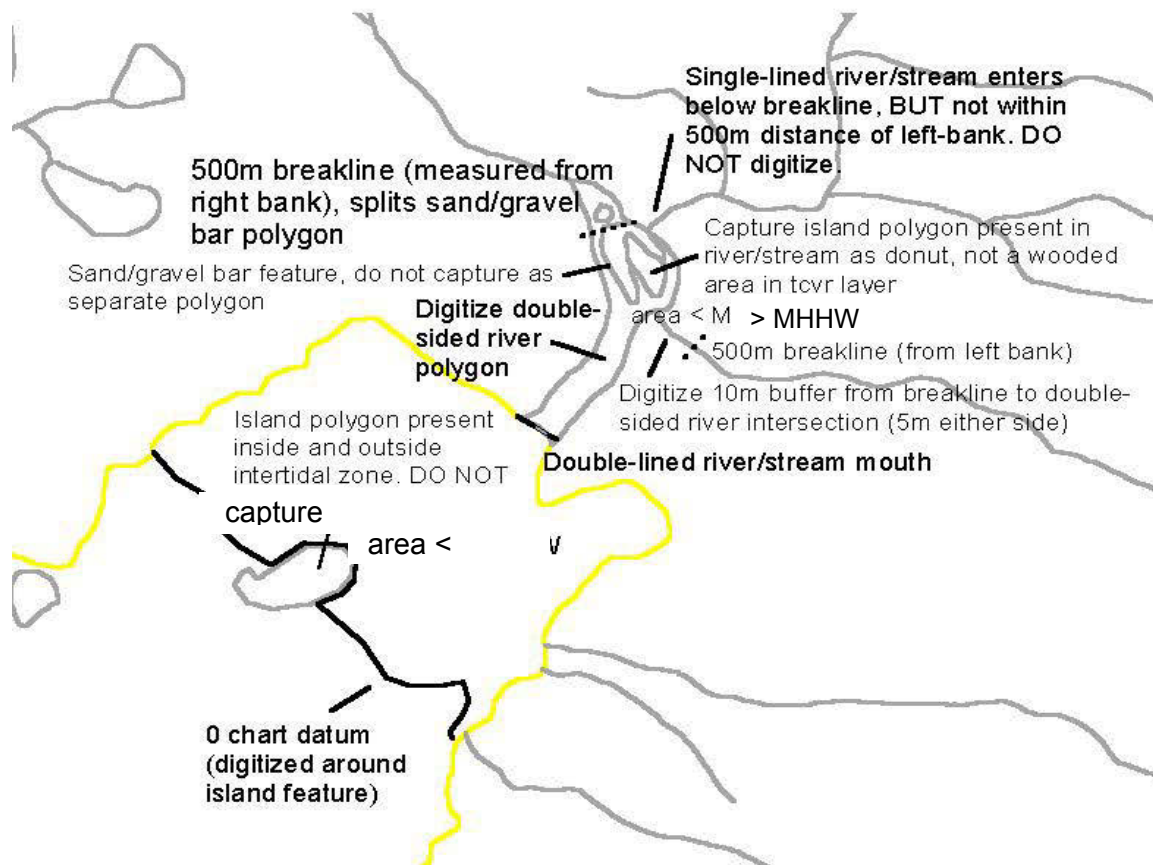 Single-lined river/stream enters
below breakline, BUT not within
500m distance of left-bank. DO
NOT digitize.
500m breakline (measured from
right bank), splits sand/gravel
bar polygon
Capture island polygon present in
river/stream as donut, not a wooded
area in tcvr layer
Sand/gravel bar feature, do not capture as
separate polygon
Digitize double-
sided river
polygon
area < M > MHHW
500m breakline (from left bank)
Digitize 10m buffer from breakline to double-
sided river intersection (5m either side)
Island polygon present
inside and outside
intertidal zone. DO NOT
capture
Double-lined river/stream mouth
area <
0 chart datum
(digitized around
island feature)